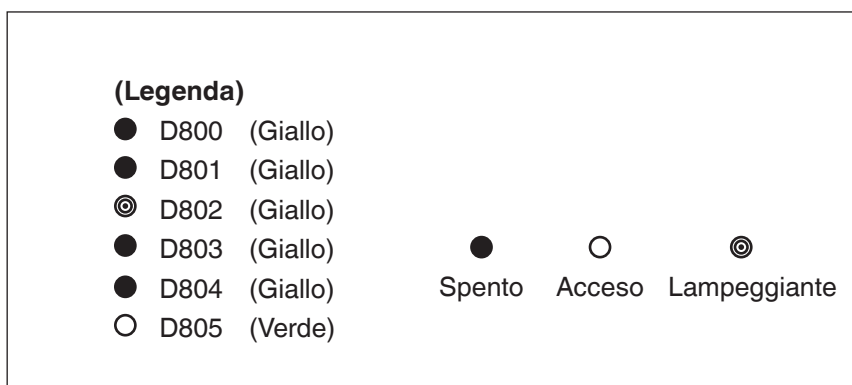 (Legenda)
D800 (Giallo)
D801 (Giallo)
D802 (Giallo)
D803 (Giallo)
D804 (Giallo)
D805 (Verde)
Spento Acceso Lampeggiante